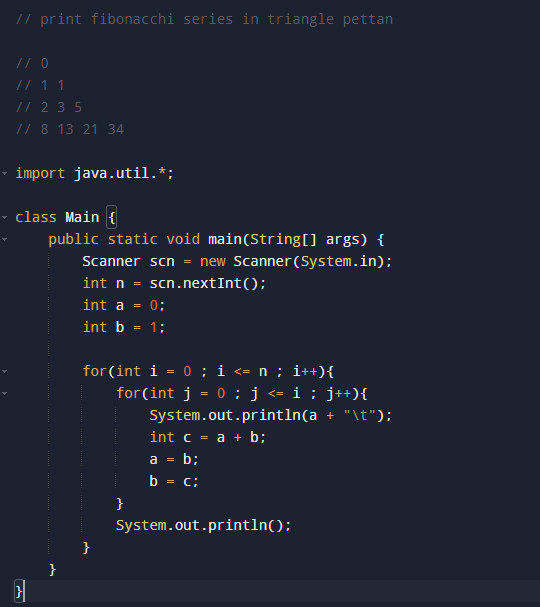 // print fibonacchi series in triangle pettan
// 0
// 1 1
// 2 3 5
// 8 13 21 34
import java.util.*;
class Main {
public static void main(String[] args) {
Scanner scn = new Scanner(System.in);
int n = scn.nextInt();
int a = 0;
int b = 1;
for(int i = 0 ; i <= n ; i++){
for(int j = 0 ; j <= i ; j++){
System.out.println(a + "\t");
int c = a + b;
a = b;
b = c;
}
System.out.println();
}
}
}